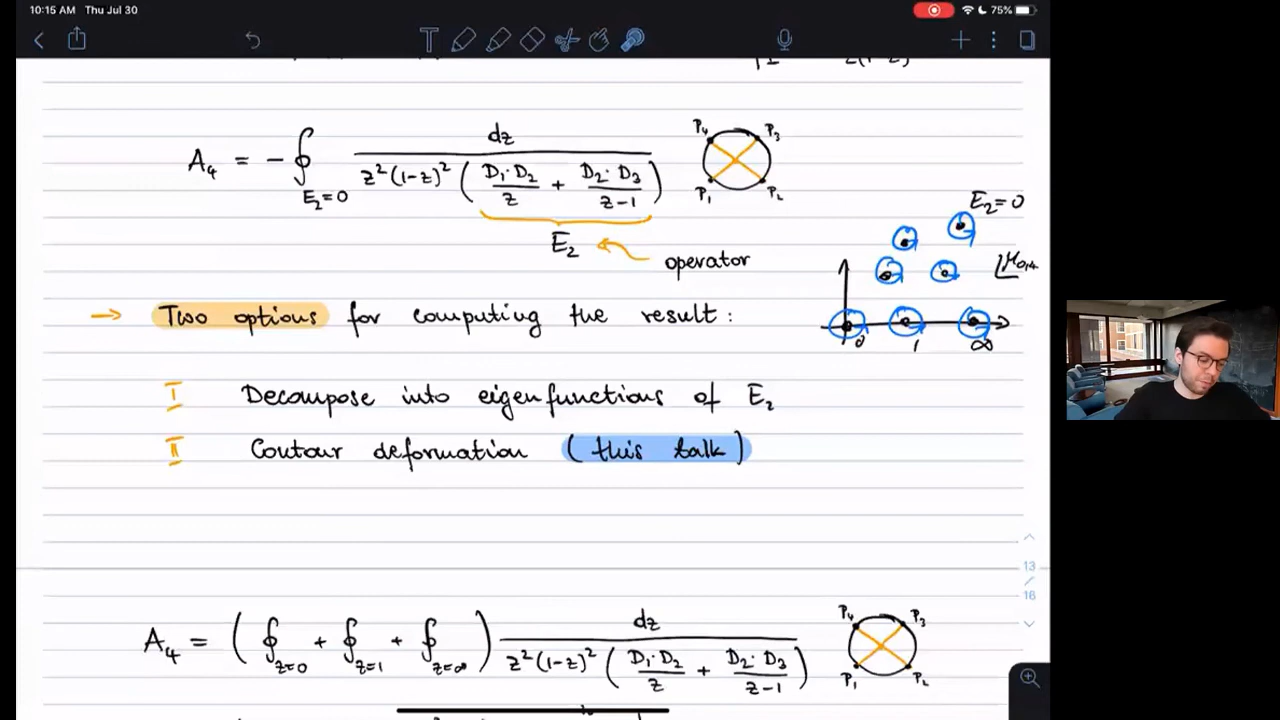 10:15 AM Thu Jul 30
75%
A₄ = − ∮_{E₂=0} dz / z²(1−z)² ( D₁·D₂/z + D₂·D₃/z−1 )
P₄ P₃
P₁ P₂
E₂=0
E₂
operator
M₀,₄
0 1 ∞
→ Two options for computing the result:
I Decompose into eigenfunctions of E₂
II Contour deformation (this talk)
13
/
16
A₄ = ( ∮_{z=0} + ∮_{z=1} + ∮_{z=∞} ) dz / z²(1−z)² ( D₁·D₂/z + D₂·D₃/z−1 )
P₄ P₃
P₁ P₂